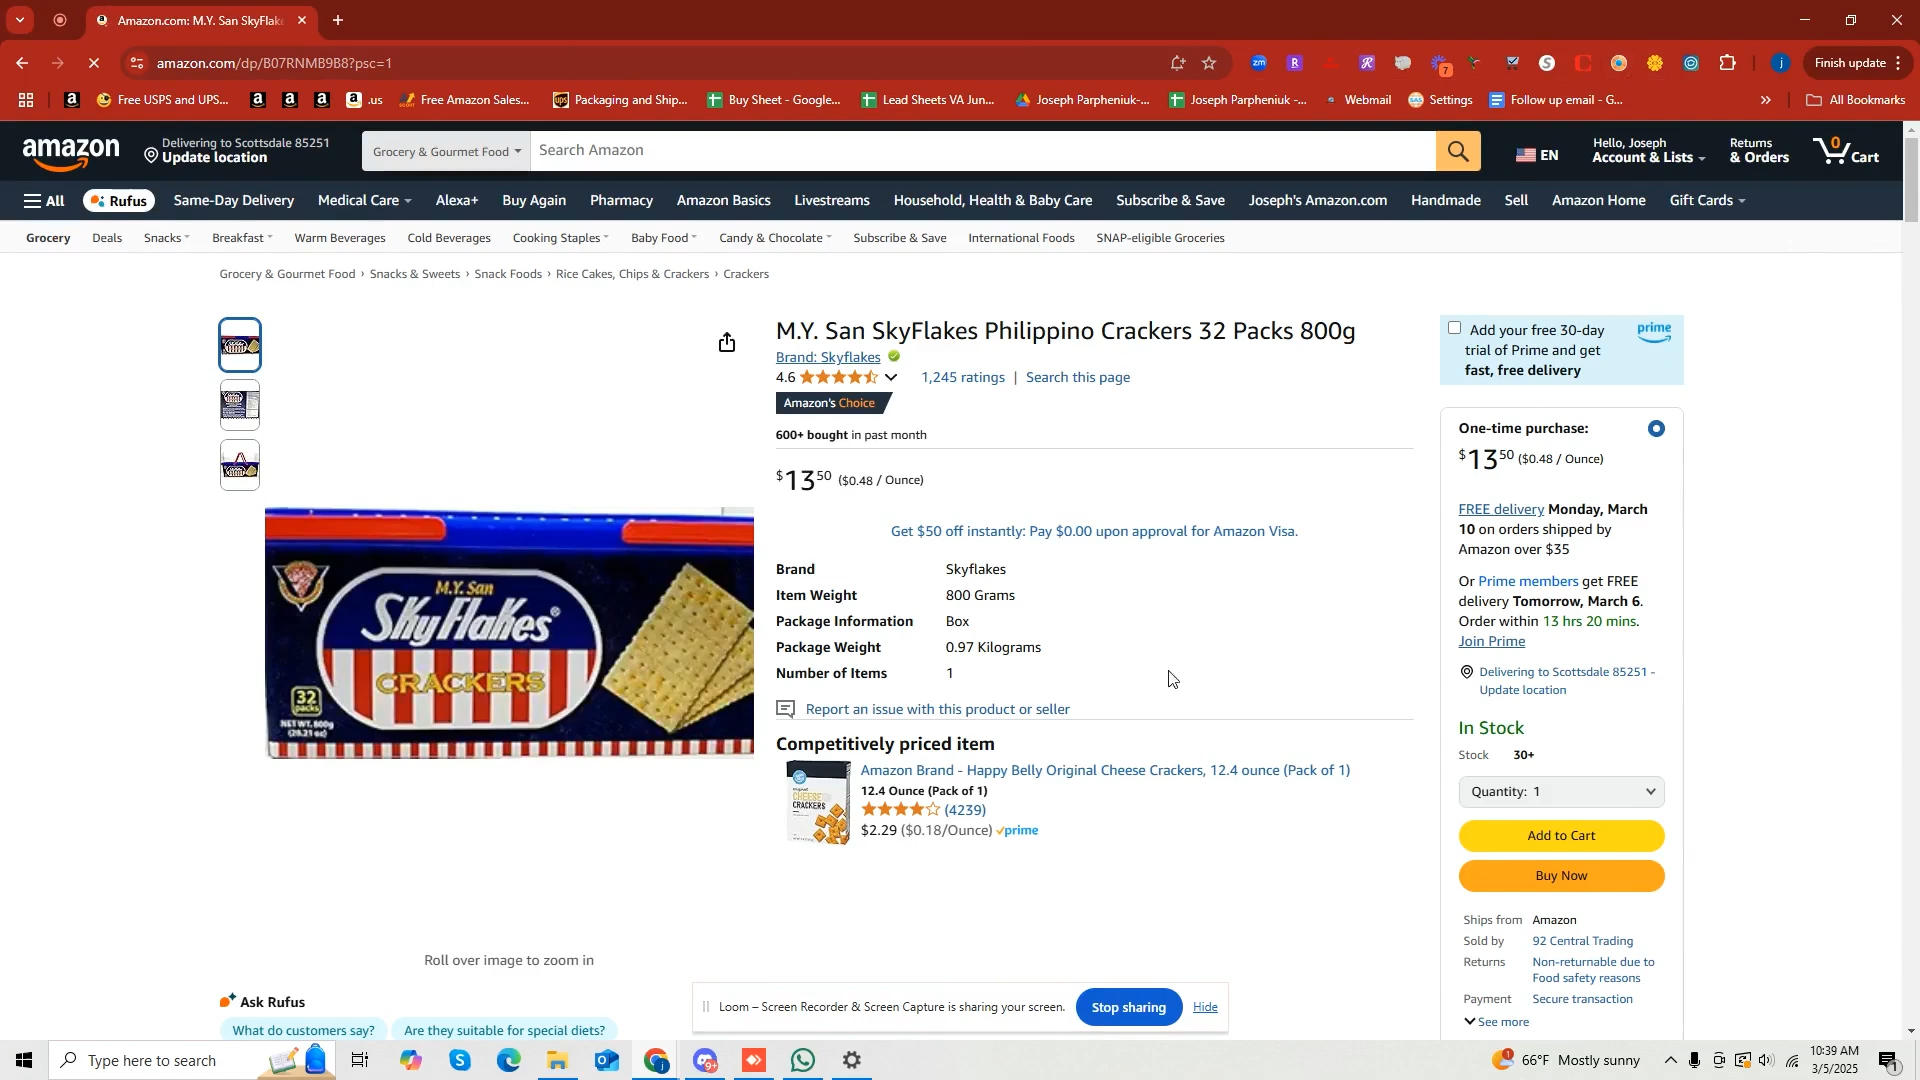 Amazon.com: M.Y. San SkyFlak
amazon.com/dp/B07RNMB9B8?psc=1
Finish update
Free USPS and UPS...
.us
Free Amazon Sales...
Packaging and Ship...
Buy Sheet - Google...
Lead Sheets VA Jun...
Joseph Parpheniuk-...
Joseph Parpheniuk -...
Webmail
Settings
Follow up email - G...
All Bookmarks
amazon
Delivering to Scottsdale 85251
Update location
Grocery & Gourmet Food
Search Amazon
EN
Hello, Joseph
Account & Lists
Returns
& Orders
0
Cart
All
Rufus
Same-Day Delivery
Medical Care
Alexa+
Buy Again
Pharmacy
Amazon Basics
Livestreams
Household, Health & Baby Care
Subscribe & Save
Joseph's Amazon.com
Handmade
Sell
Amazon Home
Gift Cards
Grocery
Deals
Snacks
Breakfast
Warm Beverages
Cold Beverages
Cooking Staples
Baby Food
Candy & Chocolate
Subscribe & Save
International Foods
SNAP-eligible Groceries
Grocery & Gourmet Food › Snacks & Sweets › Snack Foods › Rice Cakes, Chips & Crackers › Crackers
M.Y. San SkyFlakes Philippino Crackers 32 Packs 800g
Brand: Skyflakes
4.6
1,245 ratings | Search this page
Amazon's Choice
600+ bought in past month
$1350 ($0.48 / Ounce)
Get $50 off instantly: Pay $0.00 upon approval for Amazon Visa.
Brand Skyflakes
Item Weight 800 Grams
Package Information Box
Package Weight 0.97 Kilograms
Number of Items 1
Report an issue with this product or seller
Competitively priced item
Amazon Brand - Happy Belly Original Cheese Crackers, 12.4 ounce (Pack of 1)
12.4 Ounce (Pack of 1)
(4239)
$2.29 ($0.18/Ounce) prime
CHEESE
CRACKERS
M.Y. San
SkyFlakes®
CRACKERS
32
packs
NET WT. 800g
(28.21 oz)
Roll over image to zoom in
Ask Rufus
What do customers say?
Are they suitable for special diets?
Add your free 30-day
trial of Prime and get
fast, free delivery
prime
One-time purchase:
$1350 ($0.48 / Ounce)
FREE delivery Monday, March
10 on orders shipped by
Amazon over $35
Or Prime members get FREE
delivery Tomorrow, March 6.
Order within 13 hrs 20 mins.
Join Prime
Delivering to Scottsdale 85251 -
Update location
In Stock
Stock 30+
Quantity: 1
Add to Cart
Buy Now
Ships from Amazon
Sold by 92 Central Trading
Returns Non-returnable due to
Food safety reasons
Payment Secure transaction
See more
Loom – Screen Recorder & Screen Capture is sharing your screen.
Stop sharing
Hide
Type here to search
66°F Mostly sunny
10:39 AM
3/5/2025